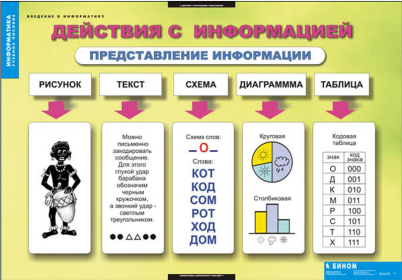 ВВЕДЕНИЕ В ИНФОРМАТИКУ
ИНФОРМАТИКА
ДЕЙСТВИЯ С ИНФОРМАЦИЕЙ
ПРЕДСТАВЛЕНИЕ ИНФОРМАЦИИ
РИСУНОК
ТЕКСТ
СХЕМА
ДИАГРАМММА
ТАБЛИЦА
Можно
письменно
закодировать
сообщение.
Для этого
глухой удар
барабана
обозначим
черным
кружочком,
а звонкий удар -
светлым
треугольником.
Схема слов:
_ О _
Слова:
КОТ
КОД
СОМ
РОТ
ХОД
ДОМ
Круговая
Столбиковая
Кодовая
таблица
знак код знака
О 000
Д 001
К 010
М 011
Р 100
С 101
Т 110
Х 111
БИНОМ